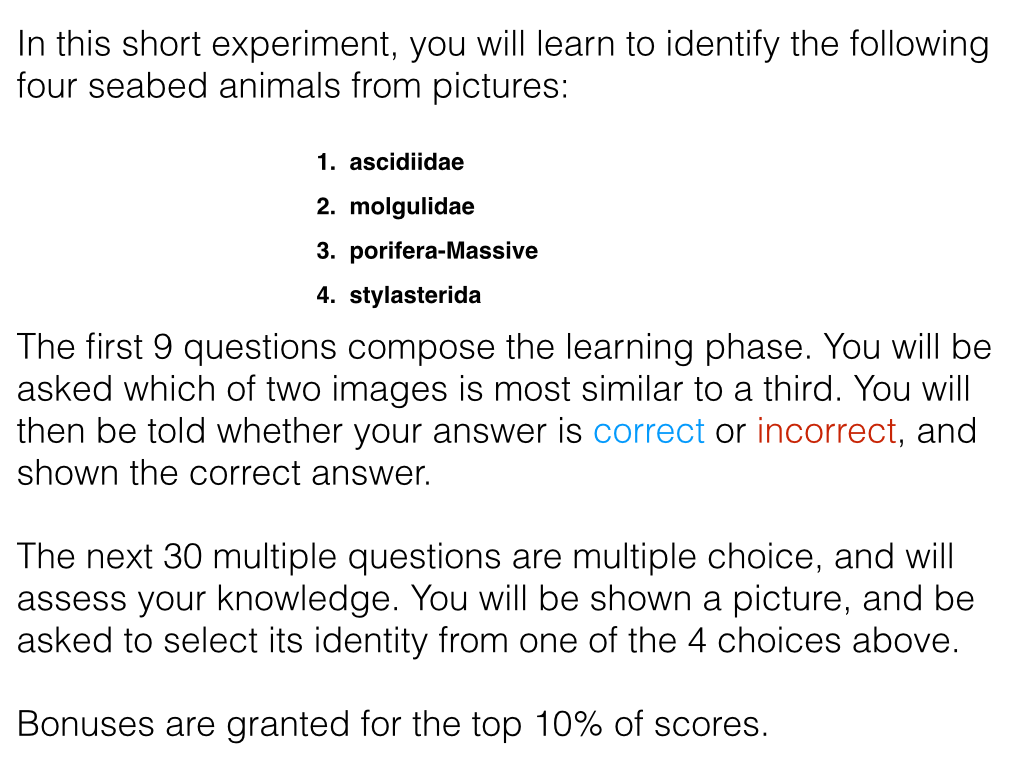 In this short experiment, you will learn to identify the following
four seabed animals from pictures:
1. ascidiidae
2. molgulidae
3. porifera-Massive
4. stylasterida
The first 9 questions compose the learning phase. You will be
asked which of two images is most similar to a third. You will
then be told whether your answer is correct or incorrect, and
shown the correct answer.
The next 30 multiple questions are multiple choice, and will
assess your knowledge. You will be shown a picture, and be
asked to select its identity from one of the 4 choices above.
Bonuses are granted for the top 10% of scores.